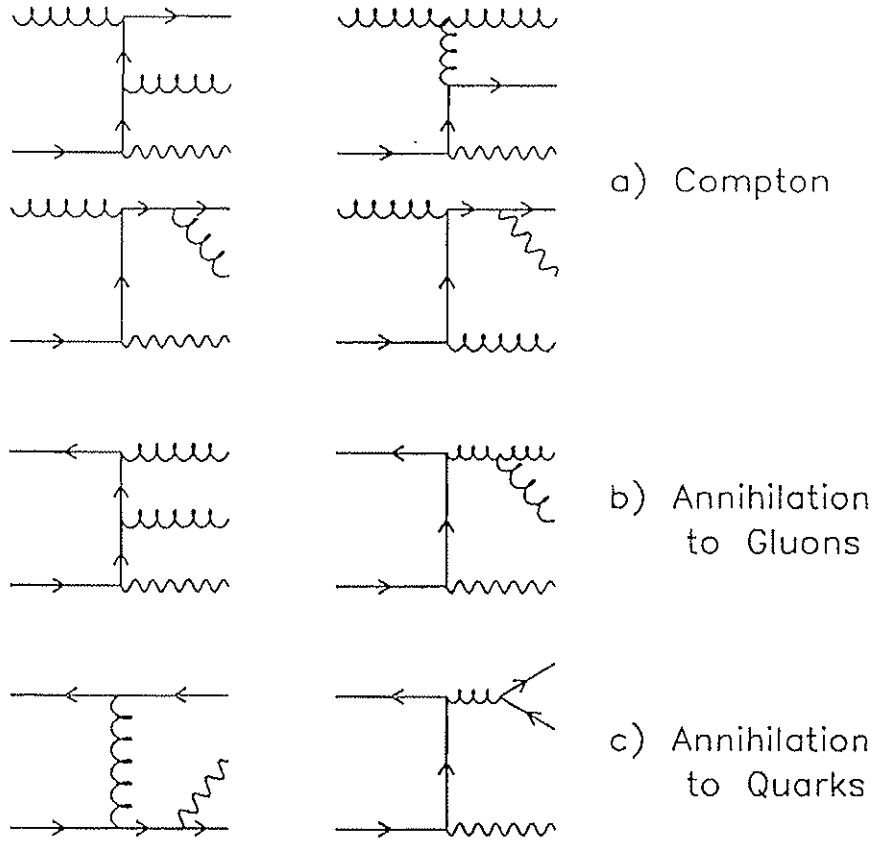 a) Compton
b) Annihilation
to Gluons
c) Annihilation
to Quarks